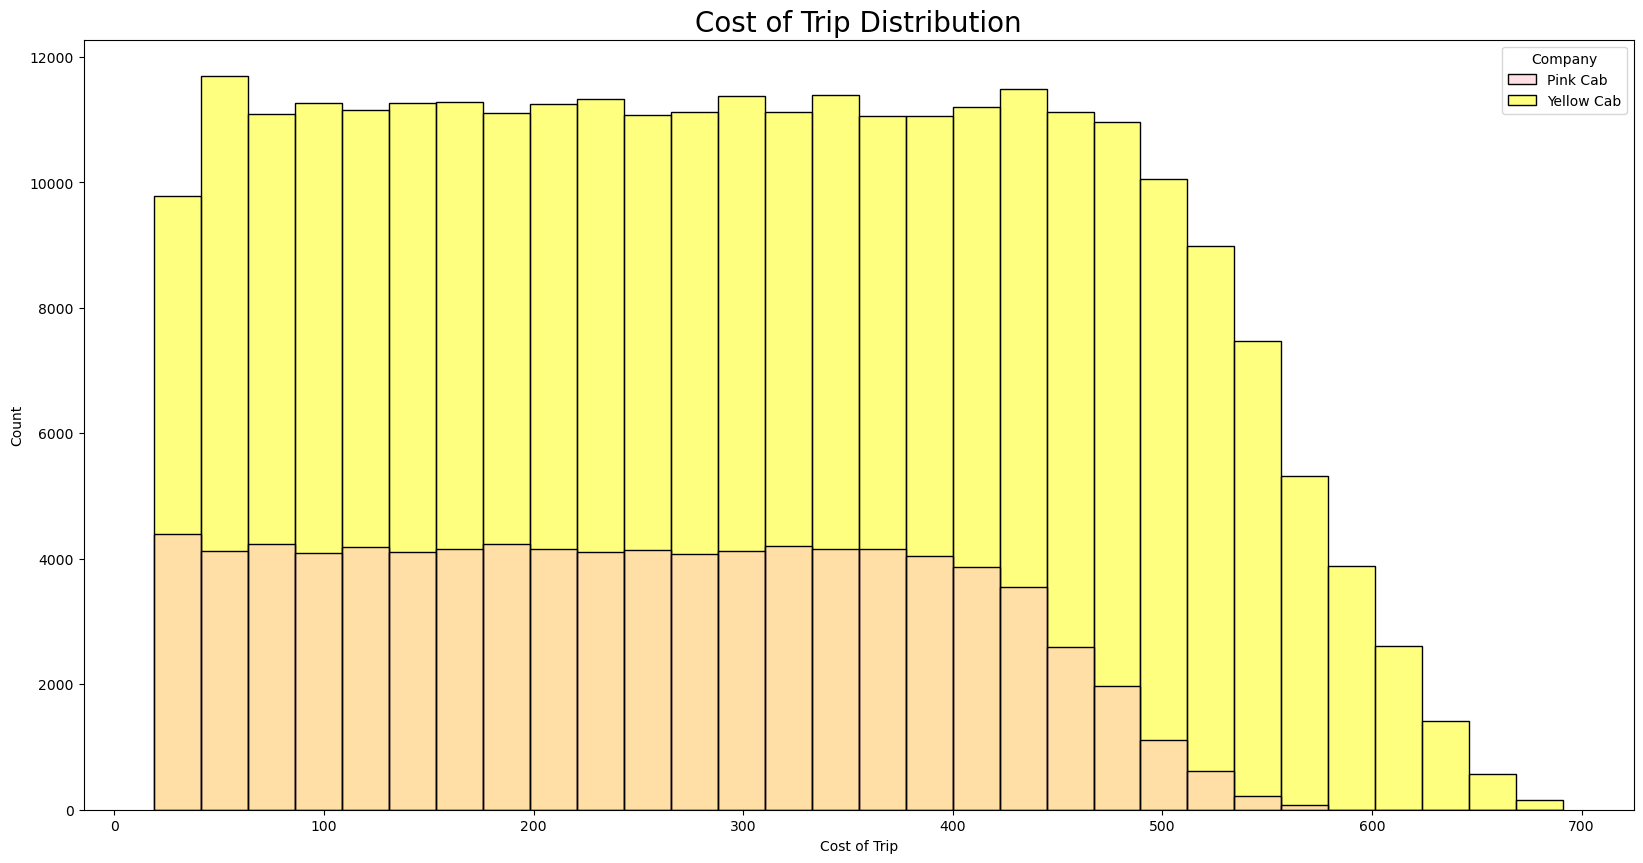 Cost of Trip Distribution
12000
10000
8000
6000
4000
2000
0
Count
Company
Pink Cab
Yellow Cab
0 100 200 300 400 500 600 700
Cost of Trip